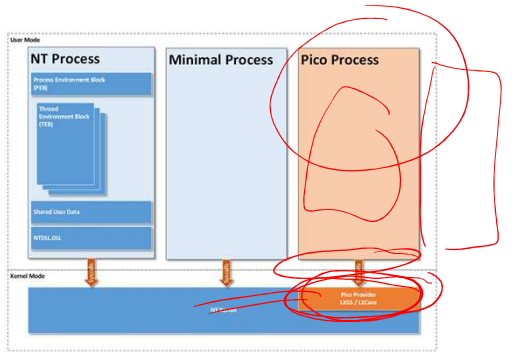 User Mode
NT Process
Minimal Process
Pico Process
Process Environment Block
(PEB)
Thread
Environment Block
(TEB)
Shared User Data
NTDLL.DLL
Kernel Mode
Pico Provider
LXSS / LXCore